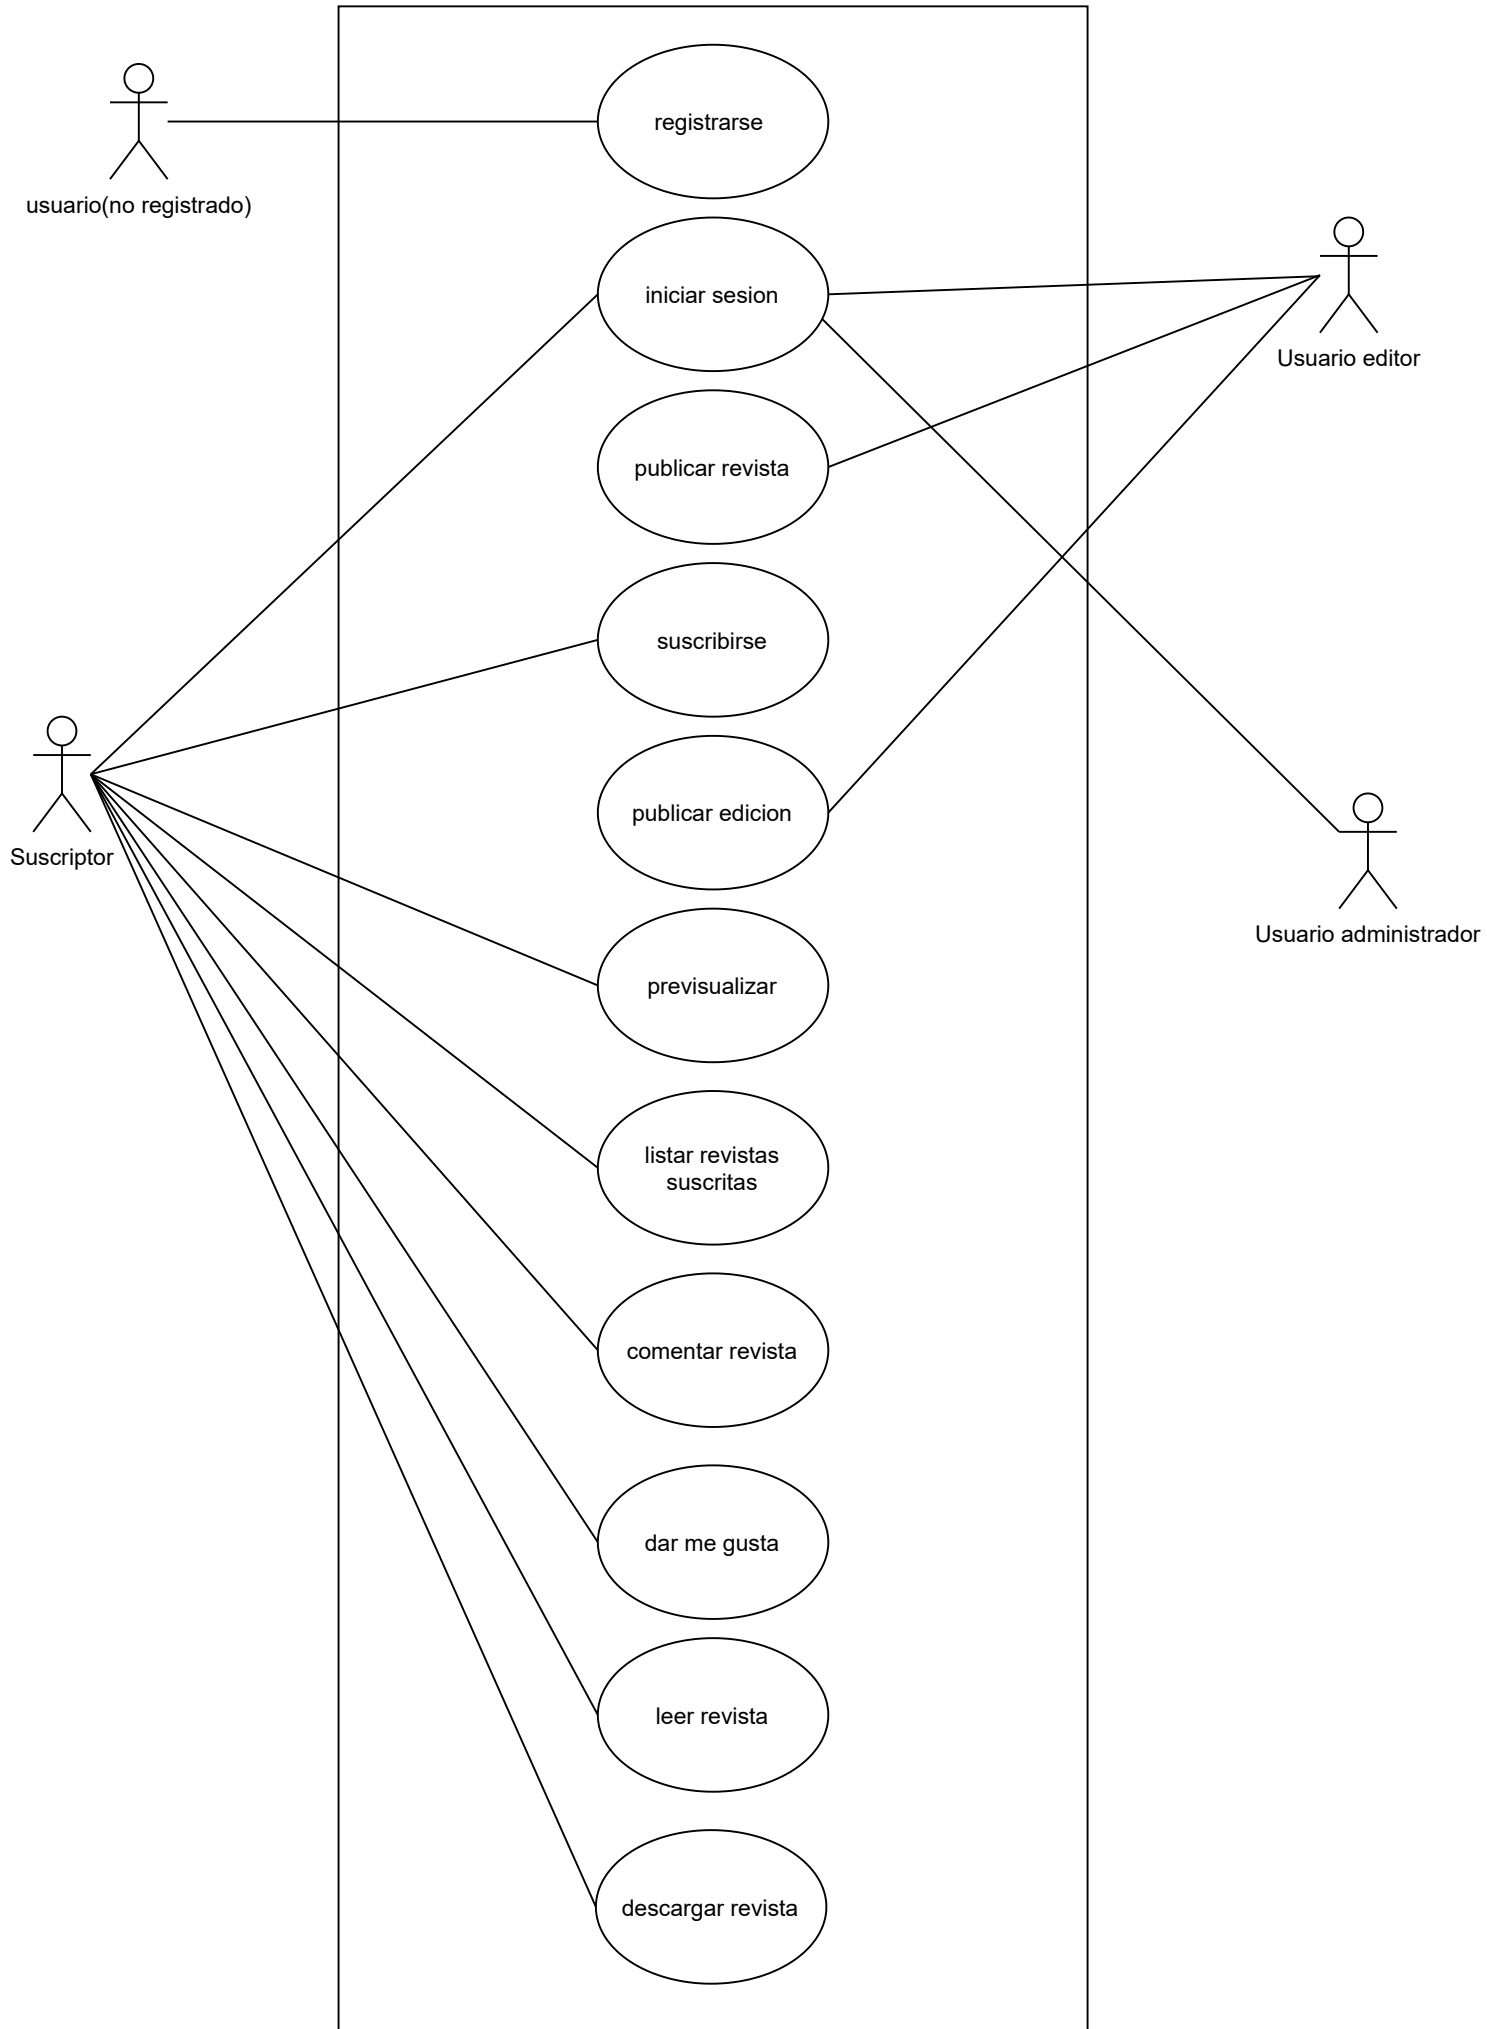 registrarse
usuario(no registrado)
iniciar sesion
Usuario editor
publicar revista
suscribirse
publicar edicion
Suscriptor
Usuario administrador
previsualizar
listar revistas
suscritas
comentar revista
dar me gusta
leer revista
descargar revista